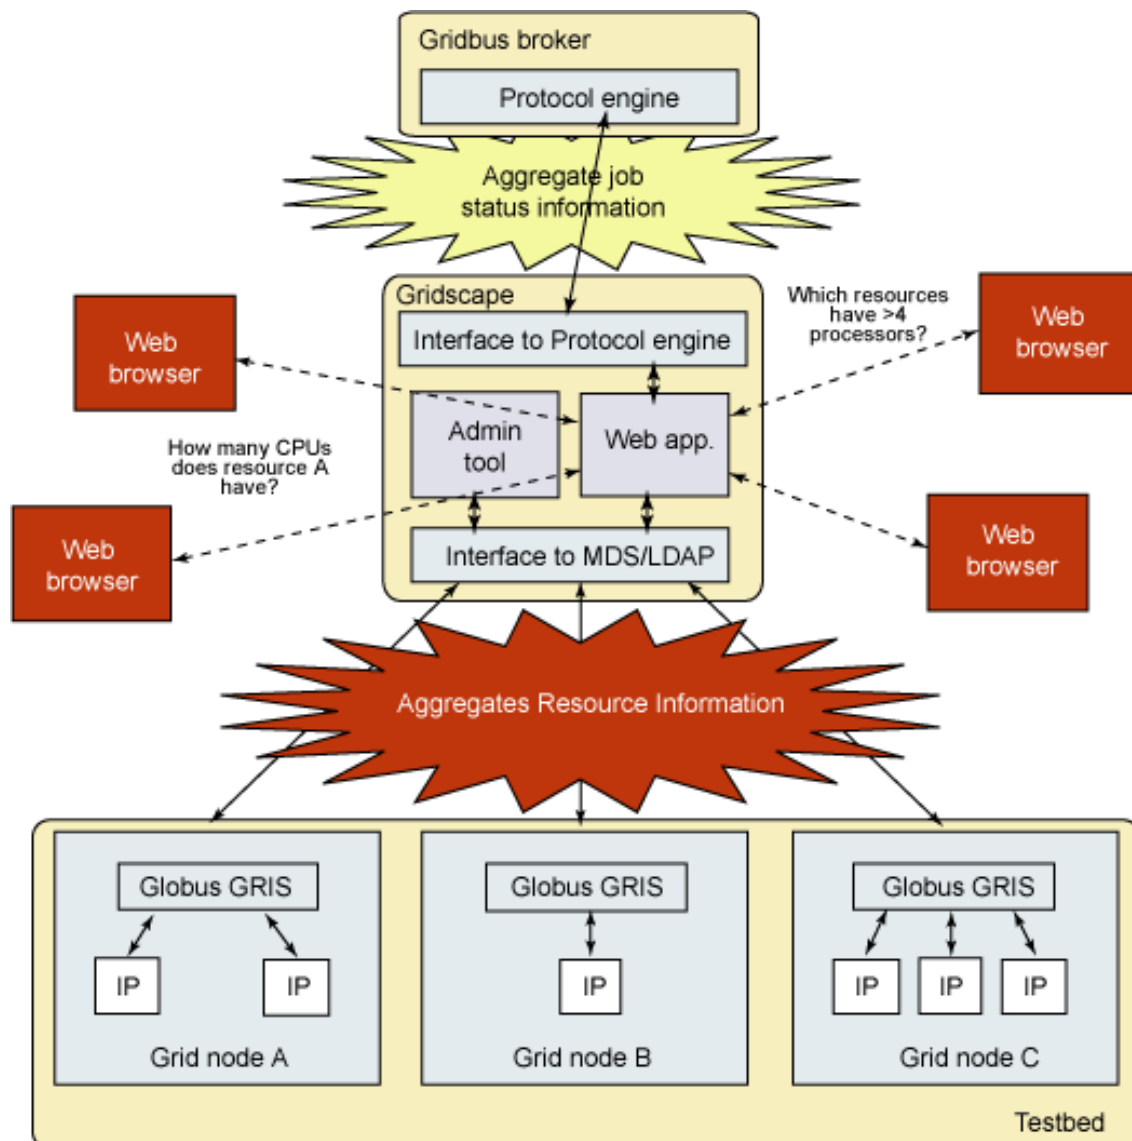 Gridbus broker
Protocol engine
Aggregate job
status information
Gridscape
Interface to Protocol engine
Which resources
have >4
processors?
Web
browser
Web
browser
Admin
tool
Web app.
How many CPUs
does resource A
have?
Web
browser
Web
browser
Interface to MDS/LDAP
Aggregates Resource Information
Globus GRIS
Globus GRIS
Globus GRIS
IP
IP
IP
IP
IP
IP
Grid node A
Grid node B
Grid node C
Testbed